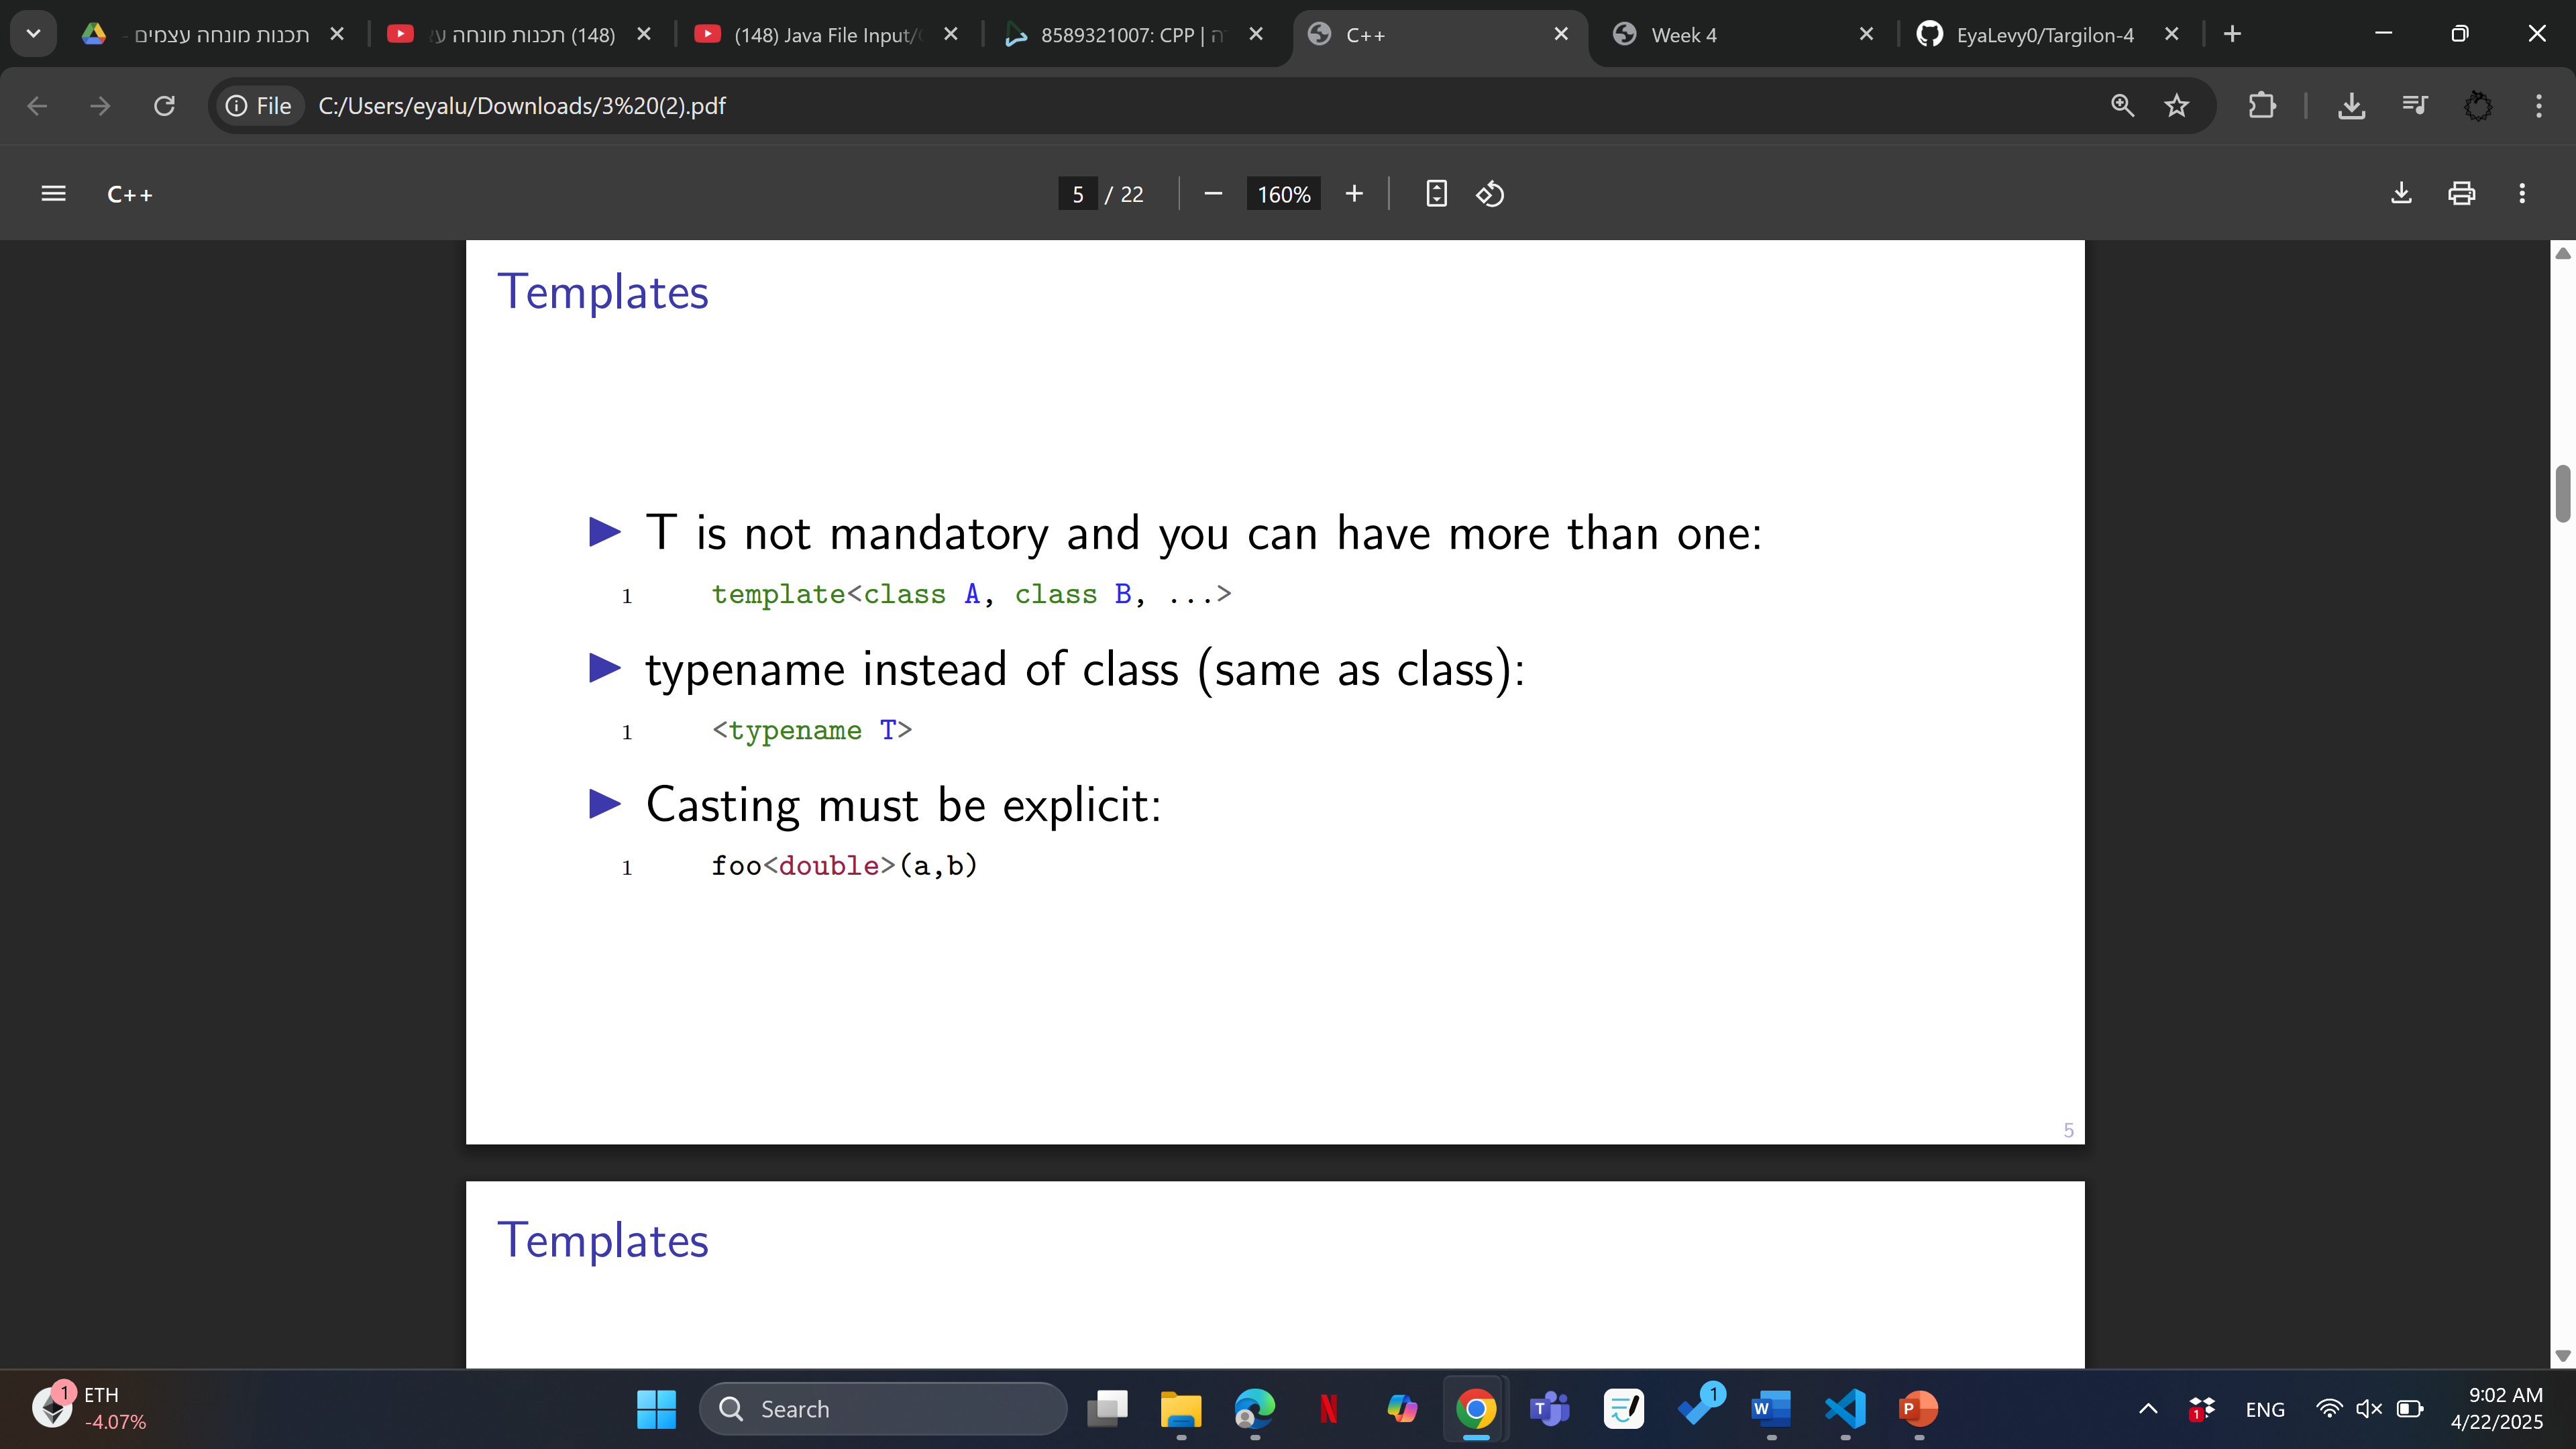 תכנות מונחה עצמים -
(148) תכנות מונחה
(148) Java File Input/
8589321007: CPP |
C++
Week 4
EyaLevy0/Targilon-4
File
C:/Users/eyalu/Downloads/3%20(2).pdf
C++
5 / 22
160%
Templates
T is not mandatory and you can have more than one:
1 template<class A, class B, ...>
typename instead of class (same as class):
1 <typename T>
Casting must be explicit:
1 foo<double>(a,b)
5
Templates
1
ETH
-4.07%
Search
1
1
ENG
9:02 AM
4/22/2025